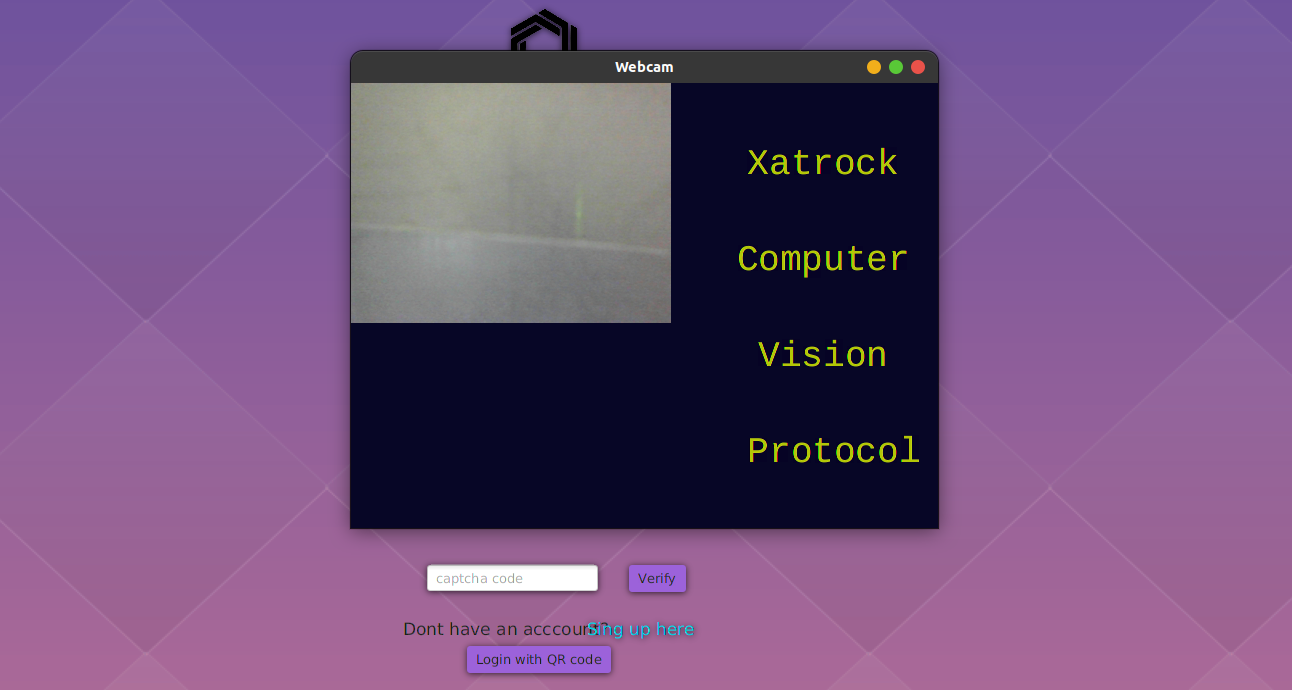 Webcam
Xatrock
Computer
Vision
Protocol
captcha code
Verify
Dont have an acccount?
Sing up here
Login with QR code